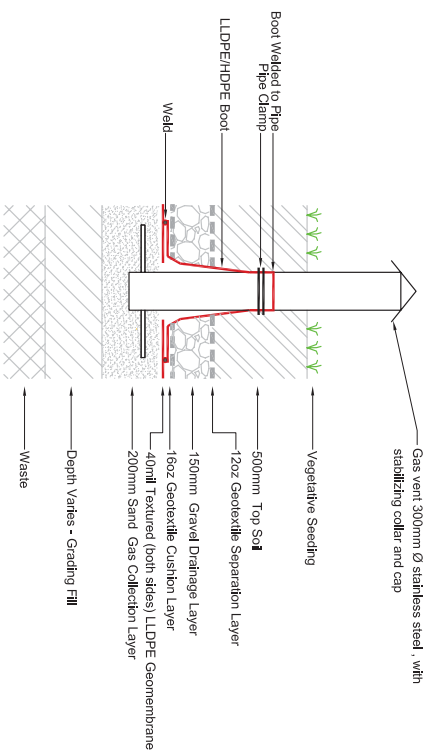 Boot Welded to Pipe
Pipe Clamp
LLDPE/HDPE Boot
Weld
Gas vent 300mm Ø stainless steel , with
stabilizing collar and cap
Vegetative Seeding
500mm Top Soil
12oz Geotextile Separation Layer
150mm Gravel Drainage Layer
16oz Geotextile Cushion Layer
40mil Textured (both sides) LLDPE Geomembrane
200mm Sand Gas Collection Layer
Depth Varies - Grading Fill
Waste